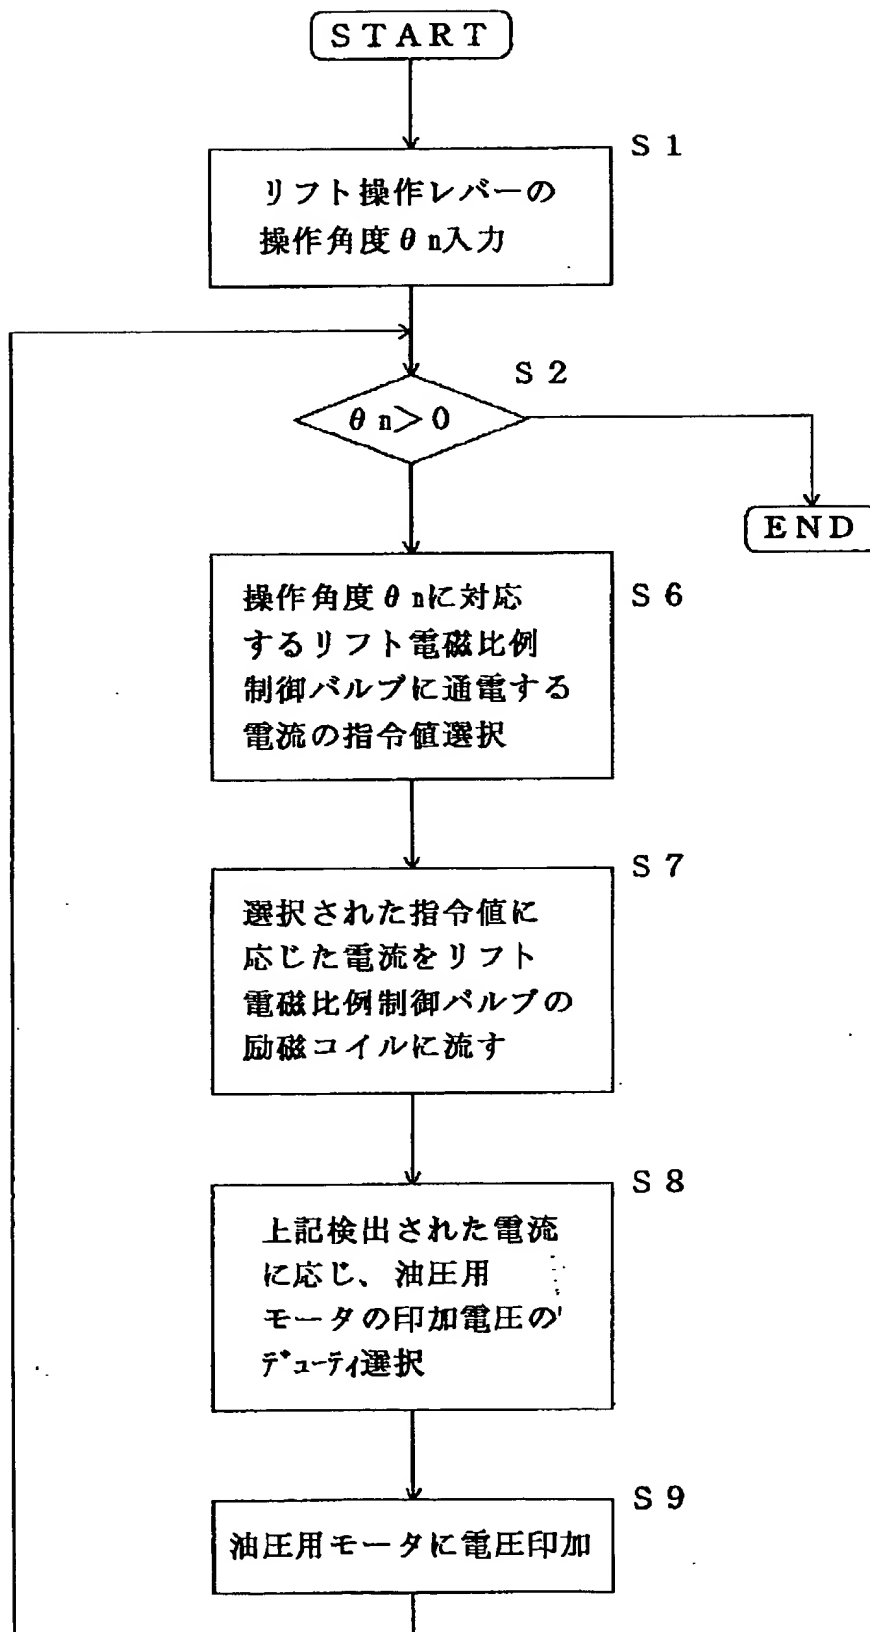 START
S1
リフト操作レバーの
操作角度θn入力
S2
θn>0
END
S6
操作角度θnに対応
するリフト電磁比例
制御バルブに通電する
電流の指令値選択
S7
選択された指令値に
応じた電流をリフト
電磁比例制御バルブの
励磁コイルに流す
S8
上記検出された電流
に応じ、油圧用
モータの印加電圧の
デューティ選択
S9
油圧用モータに電圧印加